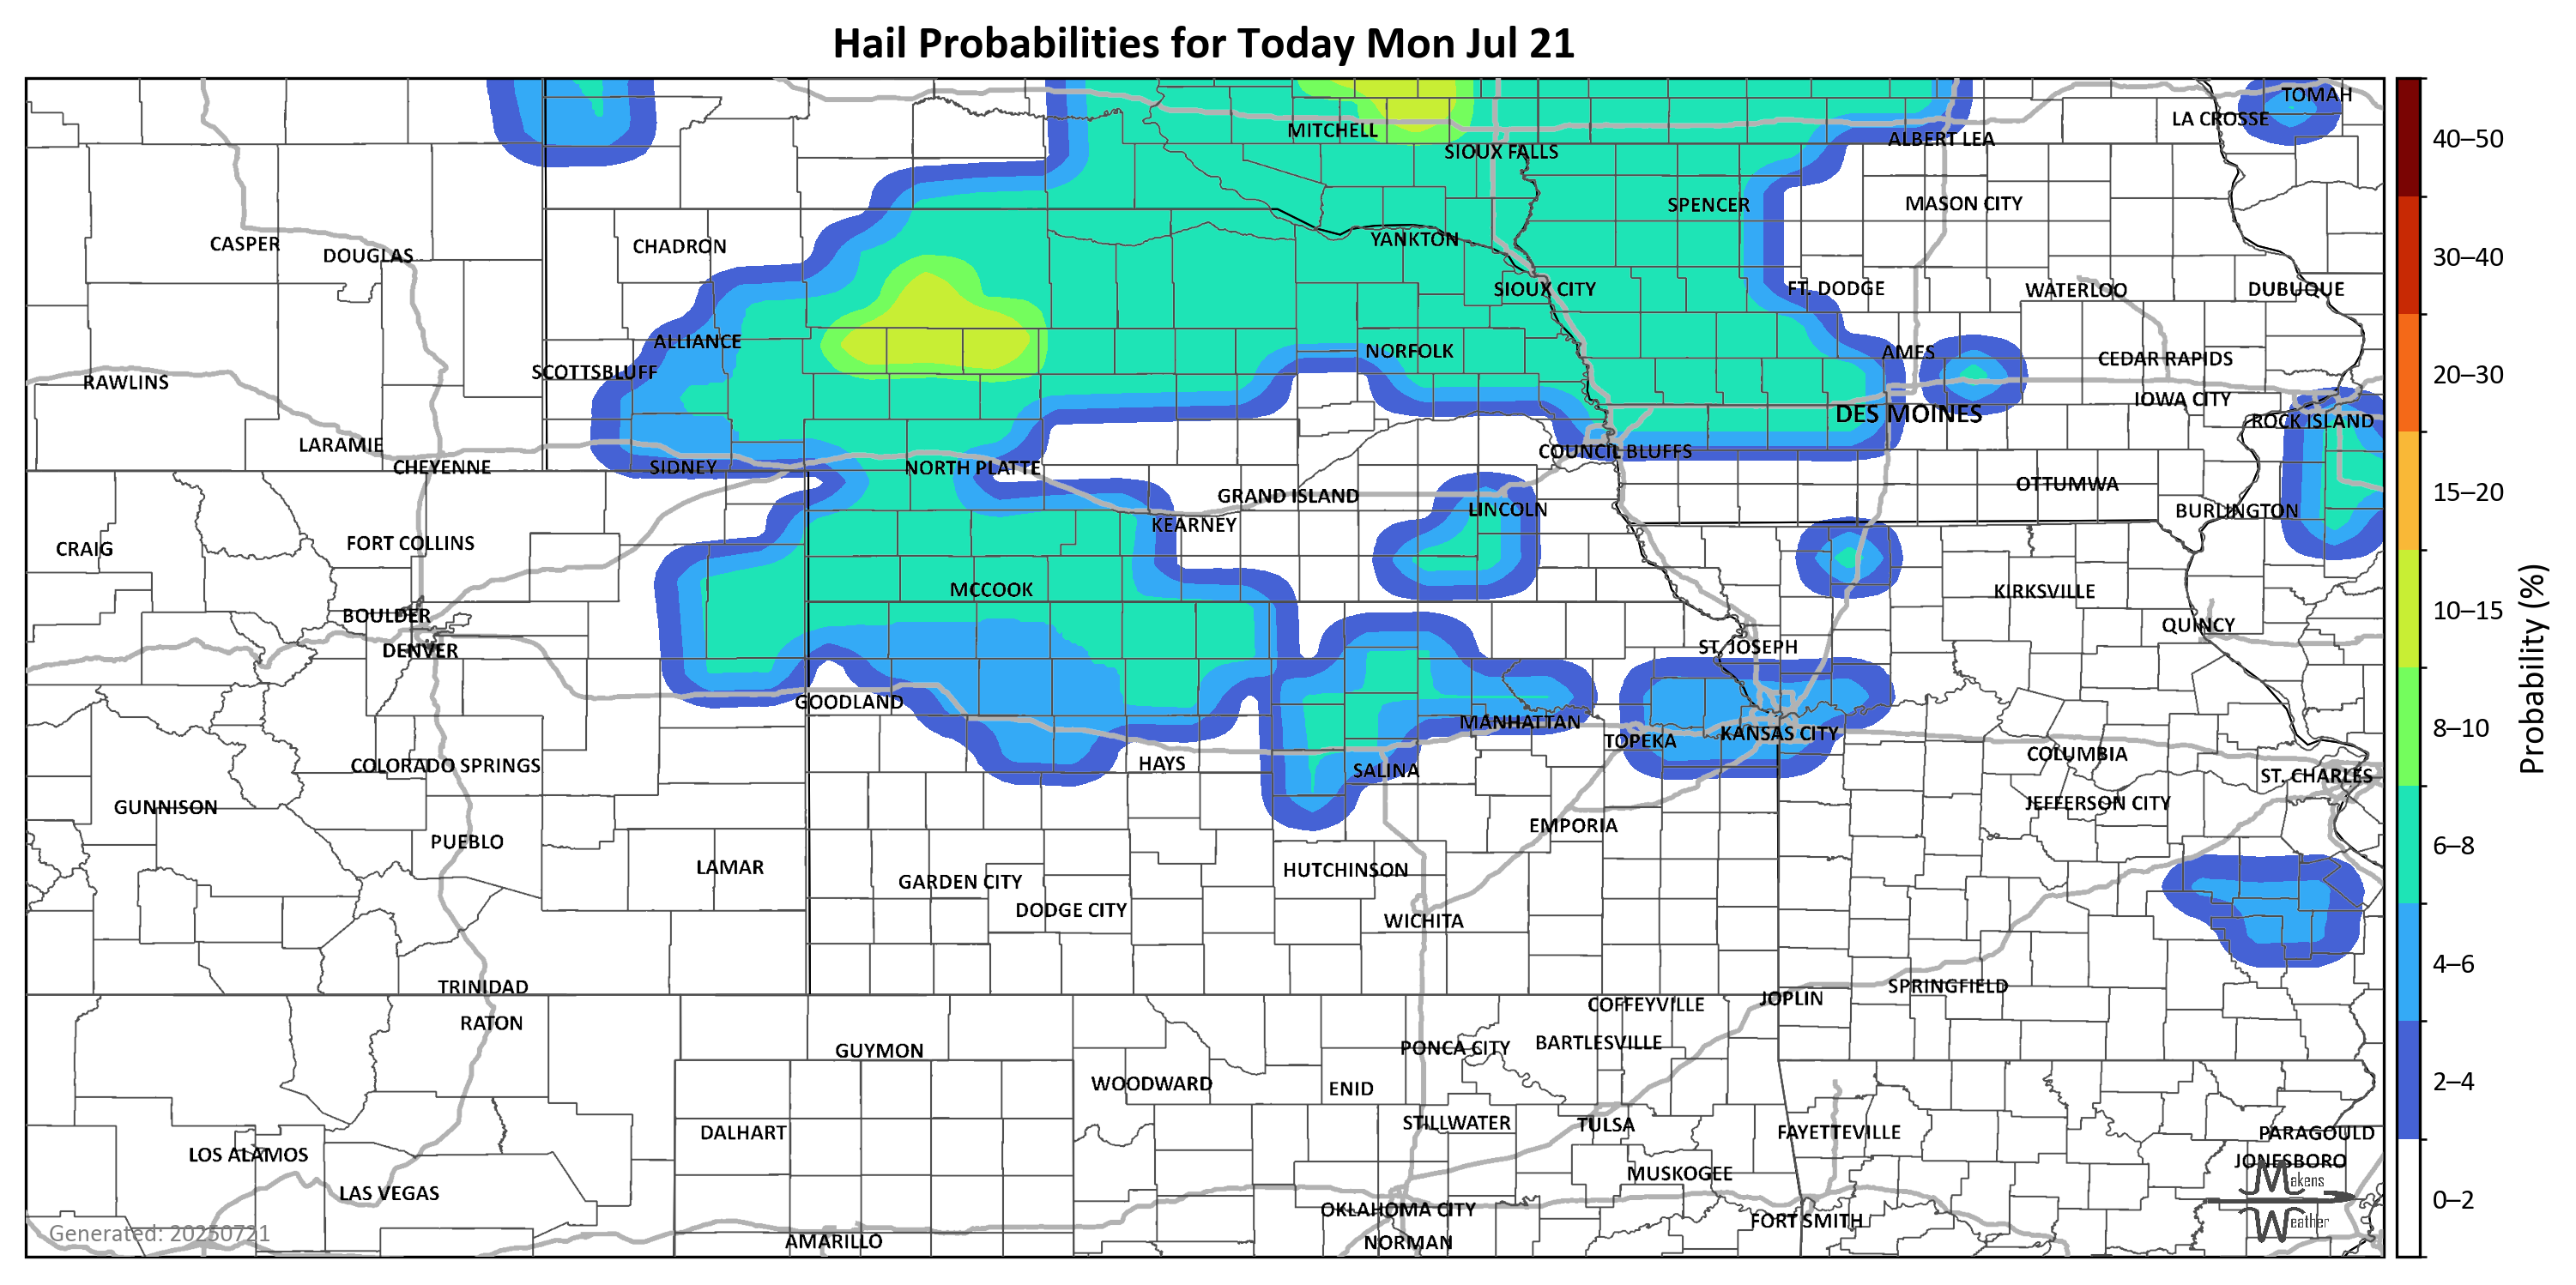 Hail Probabilities for Today Mon Jul 21
TOMAH
LA CROSSE
MITCHELL
ALBERT LEA
SIOUX FALLS
SPENCER
MASON CITY
CASPER
DOUGLAS
CHADRON
YANKTON
SIOUX CITY
FT. DODGE
WATERLOO
DUBUQUE
ALLIANCE
NORFOLK
AMES
CEDAR RAPIDS
RAWLINS
SCOTTSBLUFF
IOWA CITY
DES MOINES
ROCK ISLAND
LARAMIE
COUNCIL BLUFFS
CHEYENNE
SIDNEY
NORTH PLATTE
OTTUMWA
GRAND ISLAND
LINCOLN
BURLINGTON
KEARNEY
CRAIG
FORT COLLINS
MCCOOK
KIRKSVILLE
BOULDER
QUINCY
DENVER
ST. JOSEPH
GOODLAND
MANHATTAN
TOPEKA
KANSAS CITY
COLUMBIA
COLORADO SPRINGS
HAYS
SALINA
ST. CHARLES
GUNNISON
JEFFERSON CITY
EMPORIA
PUEBLO
LAMAR
HUTCHINSON
GARDEN CITY
DODGE CITY
WICHITA
TRINIDAD
SPRINGFIELD
JOPLIN
COFFEYVILLE
RATON
BARTLESVILLE
GUYMON
PONCA CITY
WOODWARD
ENID
STILLWATER
TULSA
DALHART
FAYETTEVILLE
PARAGOULD
LOS ALAMOS
JONESBORO
MUSKOGEE
LAS VEGAS
OKLAHOMA CITY
FORT SMITH
AMARILLO
NORMAN
Generated: 20250721
Makens
Weather
40–50
30–40
20–30
15–20
10–15
8–10
6–8
4–6
2–4
0–2
Probability (%)